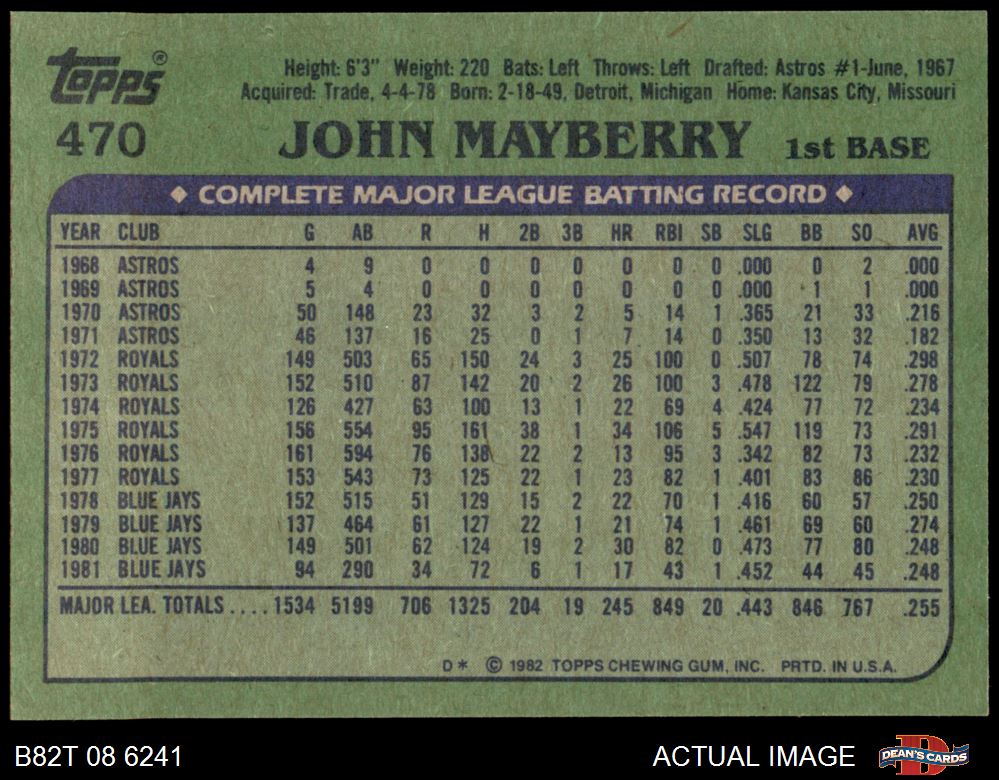 Topps®
Height: 6'3" Weight: 220 Bats: Left Throws: Left Drafted: Astros #1-June, 1967
Acquired: Trade, 4-4-78 Born: 2-18-49, Detroit, Michigan Home: Kansas City, Missouri
470 JOHN MAYBERRY 1st BASE
◆ COMPLETE MAJOR LEAGUE BATTING RECORD ◆
YEAR CLUB G AB R H 2B 3B HR RBI SB SLG BB SO AVG
1968 ASTROS 4 9 0 0 0 0 0 0 0 .000 0 2 .000
1969 ASTROS 5 4 0 0 0 0 0 0 0 .000 1 1 .000
1970 ASTROS 50 148 23 32 3 2 5 14 1 .365 21 33 .216
1971 ASTROS 46 137 16 25 0 1 7 14 0 .350 13 32 .182
1972 ROYALS 149 503 65 150 24 3 25 100 0 .507 78 74 .298
1973 ROYALS 152 510 87 142 20 2 26 100 3 .478 122 79 .278
1974 ROYALS 126 427 63 100 13 1 22 69 4 .424 77 72 .234
1975 ROYALS 156 554 95 161 38 1 34 106 5 .547 119 73 .291
1976 ROYALS 161 594 76 138 22 2 13 95 3 .342 82 73 .232
1977 ROYALS 153 543 73 125 22 1 23 82 1 .401 83 86 .230
1978 BLUE JAYS 152 515 51 129 15 2 22 70 1 .416 60 57 .250
1979 BLUE JAYS 137 464 61 127 22 1 21 74 1 .461 69 60 .274
1980 BLUE JAYS 149 501 62 124 19 2 30 82 0 .473 77 80 .248
1981 BLUE JAYS 94 290 34 72 6 1 17 43 1 .452 44 45 .248
MAJOR LEA. TOTALS....1534 5199 706 1325 204 19 245 849 20 .443 846 767 .255
D* © 1982 TOPPS CHEWING GUM, INC. PRTD. IN U.S.A.
B82T 08 6241 ACTUAL IMAGE D DEAN'S CARDS